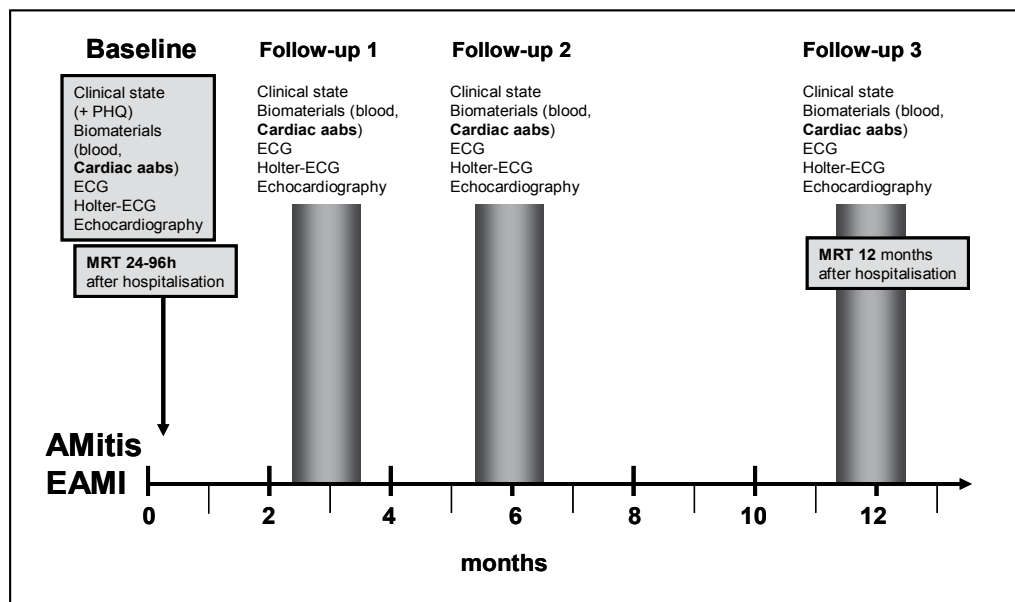 Baseline
Clinical state
(+ PHQ)
Biomaterials
(blood,
Cardiac aabs)
ECG
Holter-ECG
Echocardiography
MRT 24-96h
after hospitalisation
Follow-up 1
Clinical state
Biomaterials (blood,
Cardiac aabs)
ECG
Holter-ECG
Echocardiography
Follow-up 2
Clinical state
Biomaterials (blood,
Cardiac aabs)
ECG
Holter-ECG
Echocardiography
Follow-up 3
Clinical state
Biomaterials (blood,
Cardiac aabs)
ECG
Holter-ECG
Echocardiography
MRT 12 months
after hospitalisation
AMitis
EAMI
0 2 4 6 8 10 12
months